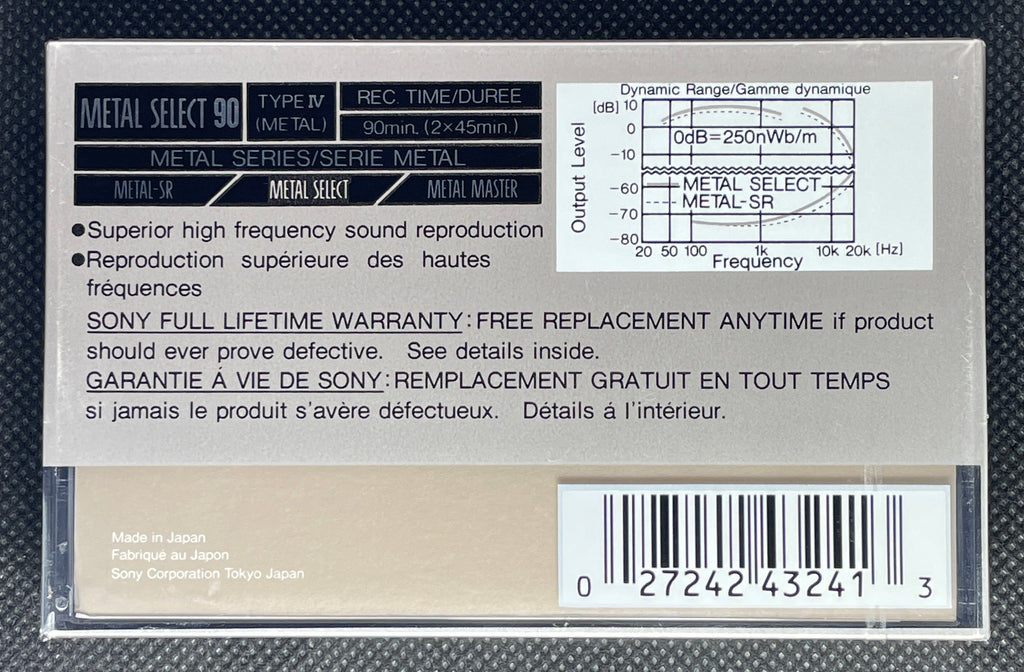 METAL SELECT 90
TYPE IV
(METAL)
REC. TIME/DUREE
90min. (2×45min.)
METAL SERIES/SERIE METAL
METAL-SR
METAL SELECT
METAL MASTER
●Superior high frequency sound reproduction
●Reproduction supérieure des hautes
fréquences
Dynamic Range/Gamme dynamique
[dB] 10
0
-10
-60
-70
-80
Output Level
0dB=250nWb/m
METAL SELECT
METAL-SR
20 50 100 1k 10k 20k [Hz]
Frequency
SONY FULL LIFETIME WARRANTY: FREE REPLACEMENT ANYTIME if product
should ever prove defective. See details inside.
GARANTIE Á VIE DE SONY: REMPLACEMENT GRATUIT EN TOUT TEMPS
si jamais le produit s'avère défectueux. Détails á l'intérieur.
Made in Japan
Fabriqué au Japon
Sony Corporation Tokyo Japan
0 27242 43241 3